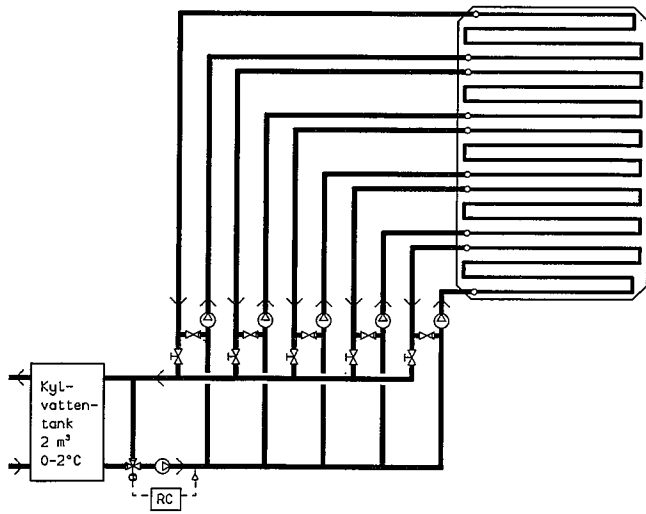 Kyl-
vatten-
tank
2 m³
0-2°C
RC